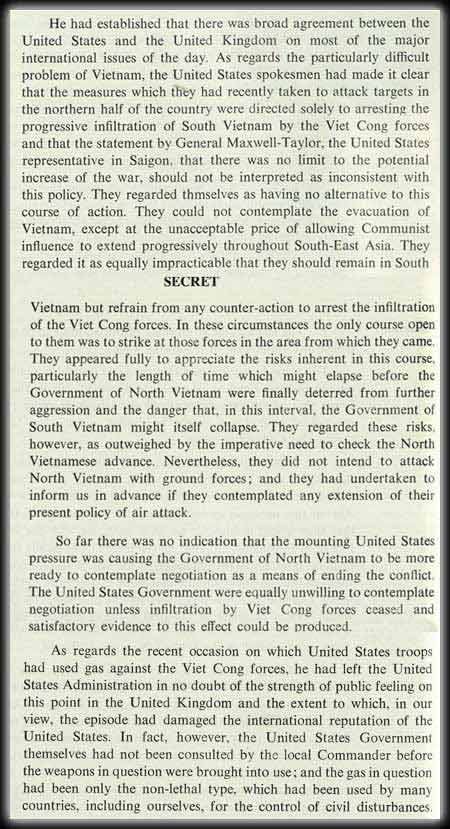 He had established that there was broad agreement between the
United States and the United Kingdom on most of the major
international issues of the day. As regards the particularly difficult
problem of Vietnam, the United States spokesmen had made it clear
that the measures which they had recently taken to attack targets in
the northern half of the country were directed solely to arresting the
progressive infiltration of South Vietnam by the Viet Cong forces
and that the statement by General Maxwell-Taylor, the United States
representative in Saigon, that there was no limit to the potential
increase of the war, should not be interpreted as inconsistent with
this policy. They regarded thmselves as having no alternative to this
course of action. They could not contemplate the evacuation of
Vietnam, except at the unacceptable price of allowing Communist
influence to extend progressively throughout South-East Asia. They
regarded it as equally impracticable that they should remain in South
SECRET
Vietnam but refrain from any counter-action to arrest the infiltration
of the Viet Cong forces. In these circumstances the only course open
to them was to strike at those forces in the area from which they came.
They appeared fully to appreciate the risks inherent in this course,
particularly the length of time which might elapse before the
Government of North Vietnam were finally deterred from further
aggression and the danger that, in this interval, the Government of
South Vietnam might itself collapse. They regarded these risks,
however, as outweighed by the imperative need to check the North
Vietnamese advance. Nevertheless, they did not intend to attack
North Vietnam with ground forces; and they had undertaken to
inform us in advance if they contemplated any extension of their
present policy of air attack.
So far there was no indication that the mounting United States
pressure was causing the Government of North Vietnam to be more
ready to contemplate negotiation as a means of ending the conflict.
The United States Government were equally unwilling to contemplate
negotiation unless infiltration by Viet Cong forces ceased and
satisfactory evidence to this effect could be produced.
As regards the recent occasion on which United States troops
had used gas against the Viet Cong forces, he had left the United
States Administration in no doubt of the strength of public feeling on
this point in the United Kingdom and the extent to which, in our
view, the episode had damaged the international reputation of the
United States. In fact, however, the United States Government
themselves had not been consulted by the local Commander before
the weapons in question were brought into use; and the gas in question
had been only the non-lethal type, which had been used by many
countries, including ourselves, for the control of civil disturbances.